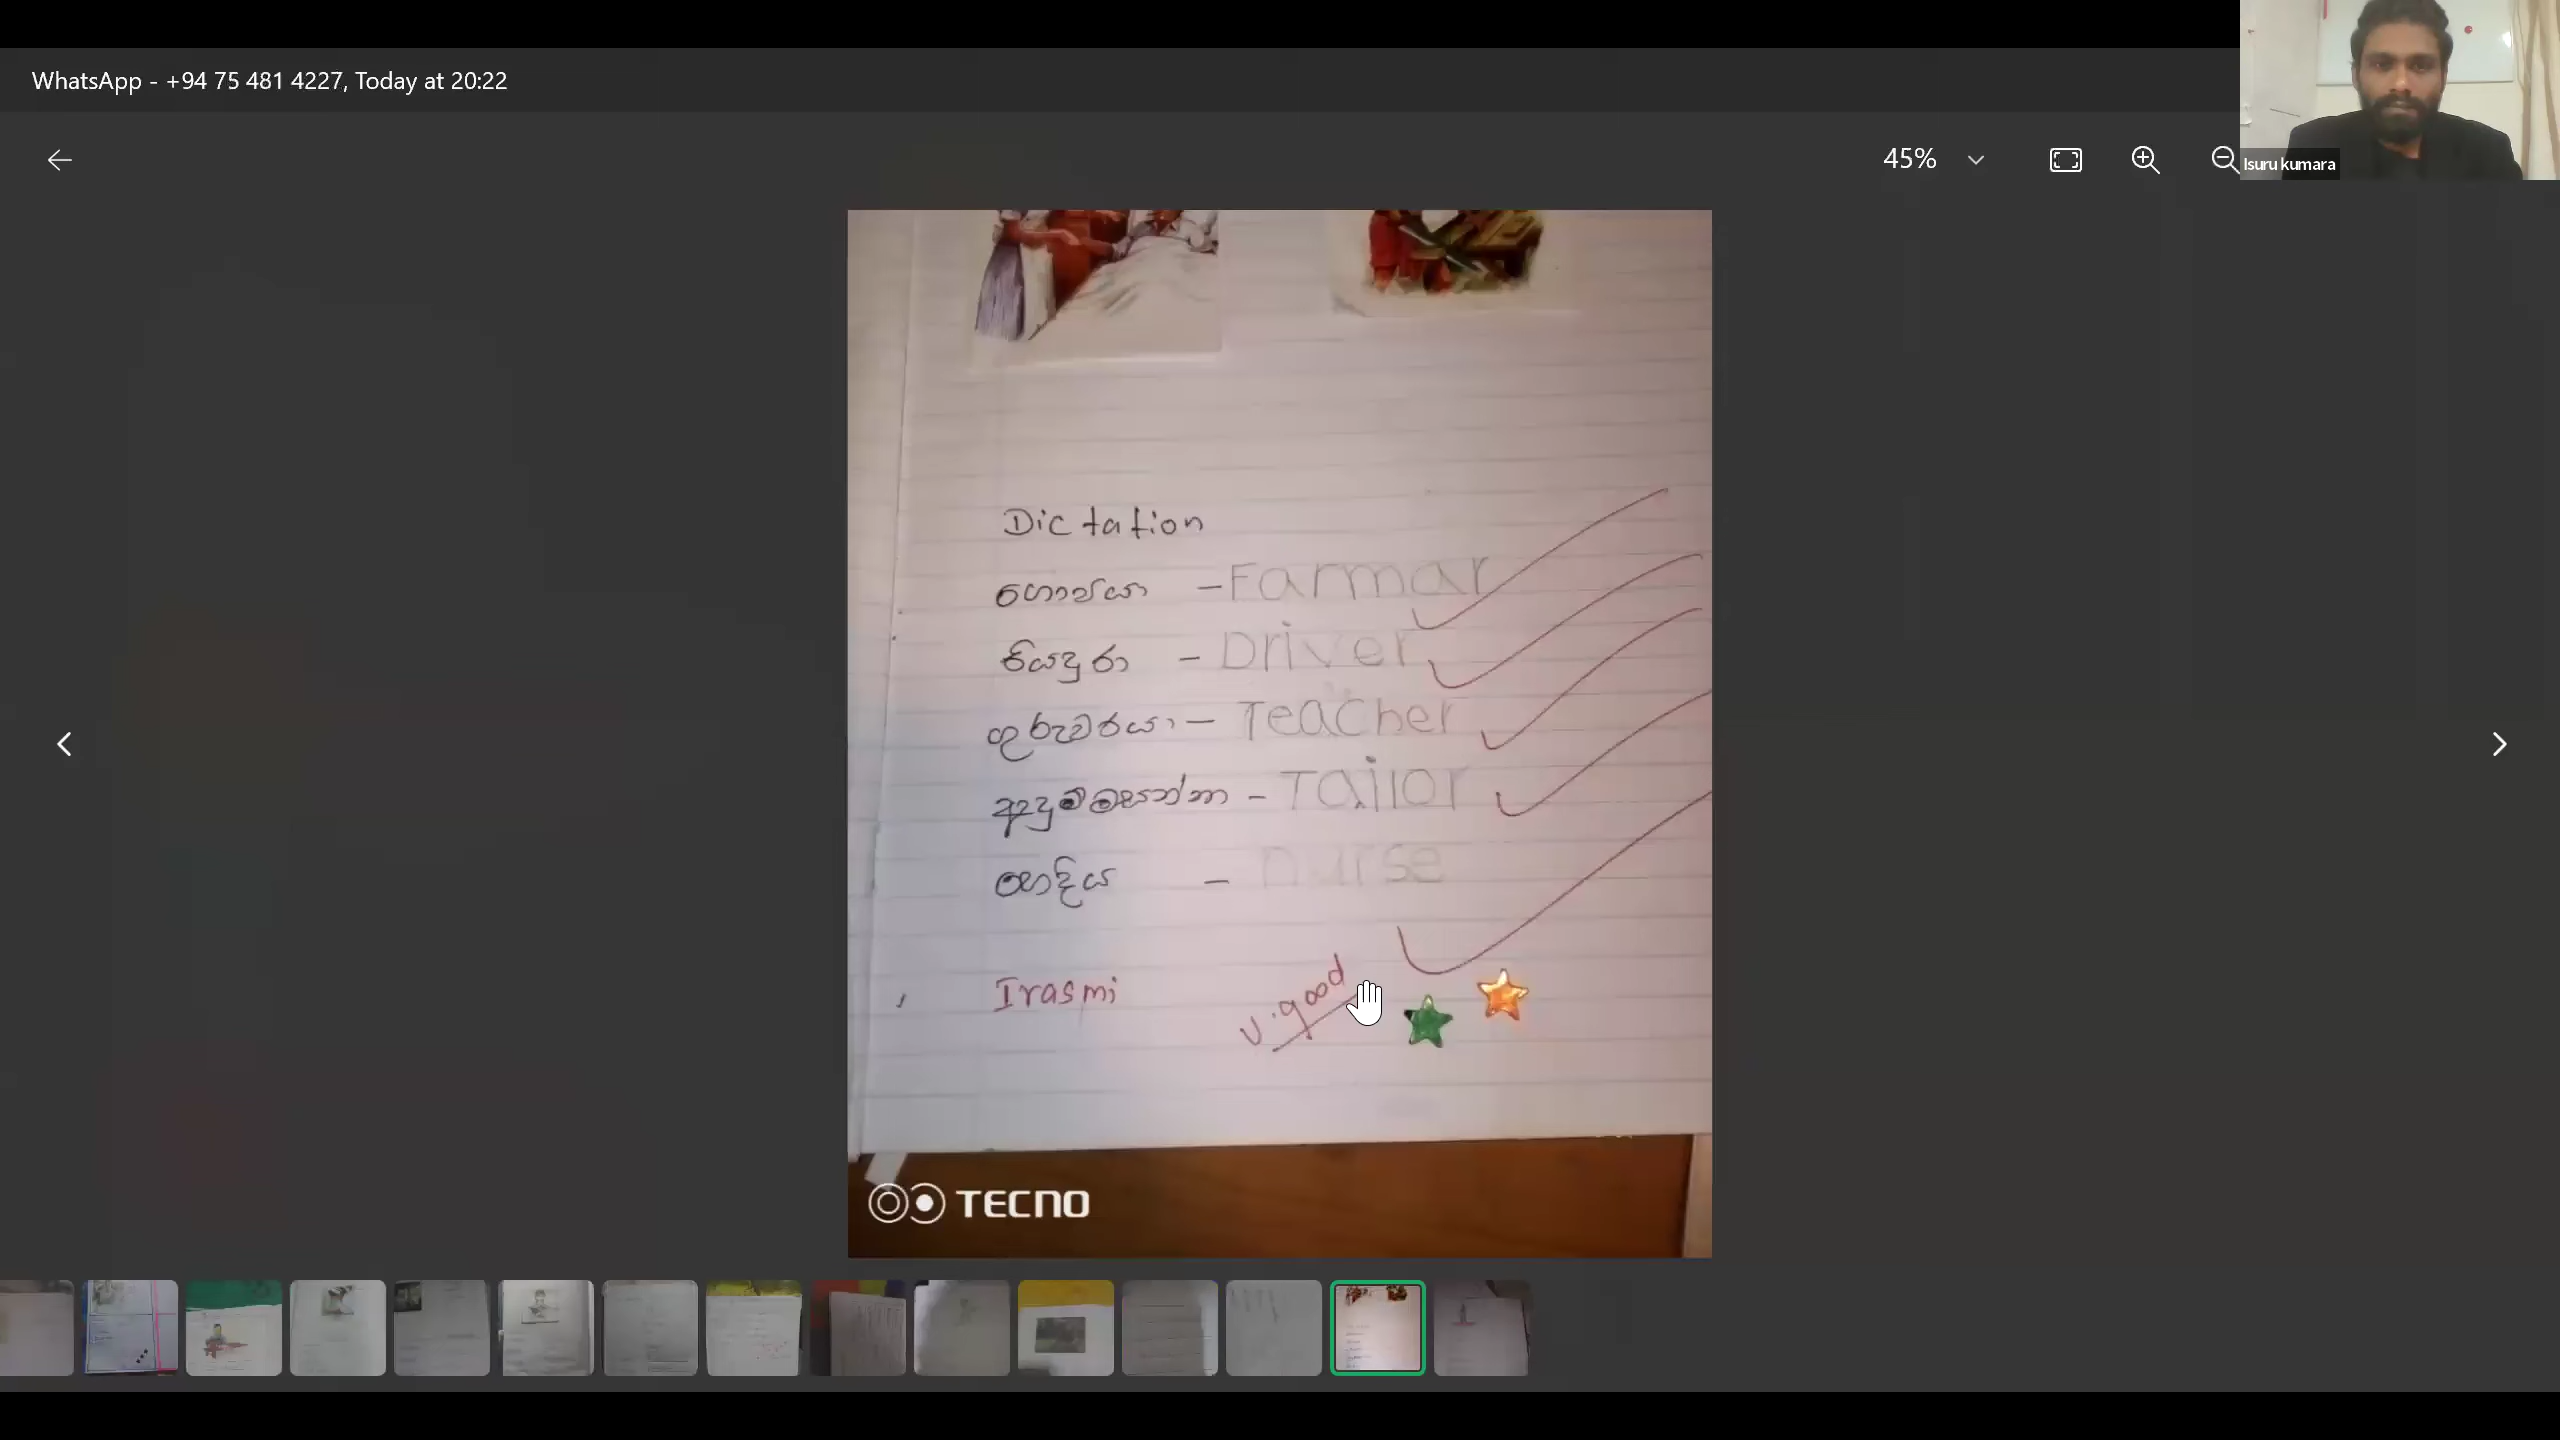 WhatsApp - +94 75 481 4227, Today at 20:22
45%
Isuru kumara
Dictation
ගොවියා - Farmar
රියදුරා - Driver
ගුරුවරයා - Teacher
ඇඳුම් මසන්නා - Tailor
හෙදිය - nurse
Irasmi
V.good
TECNO